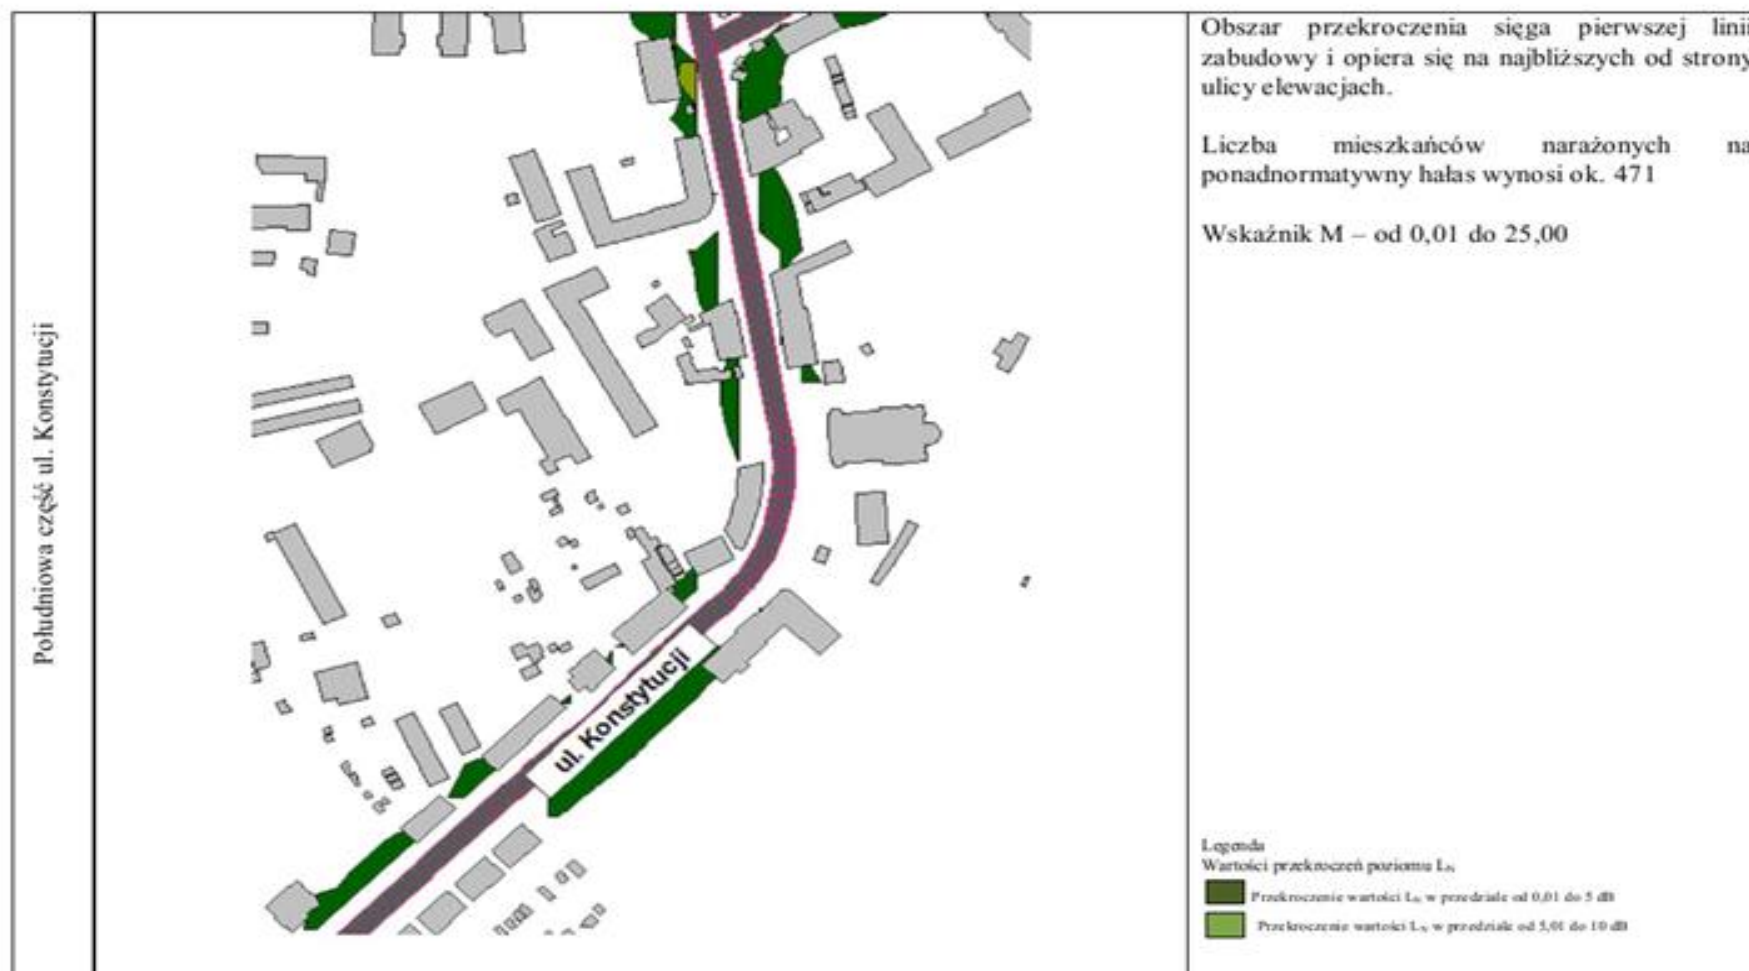 Południowa część ul. Konstytucji
ul. Konstytucji
Obszar przekroczenia sięga pierwszej linii
zabudowy i opiera się na najbliższych od strony
ulicy elewacjach.
Liczba mieszkańców narażonych na
ponadnormatywny hałas wynosi ok. 471
Wskaźnik M – od 0,01 do 25,00
Legenda
Wartości przekroczeń poziomu LN
Przekroczenie wartości LN w przedziale od 0,01 do 5 dB
Przekroczenie wartości LN w przedziale od 5,01 do 10 dB